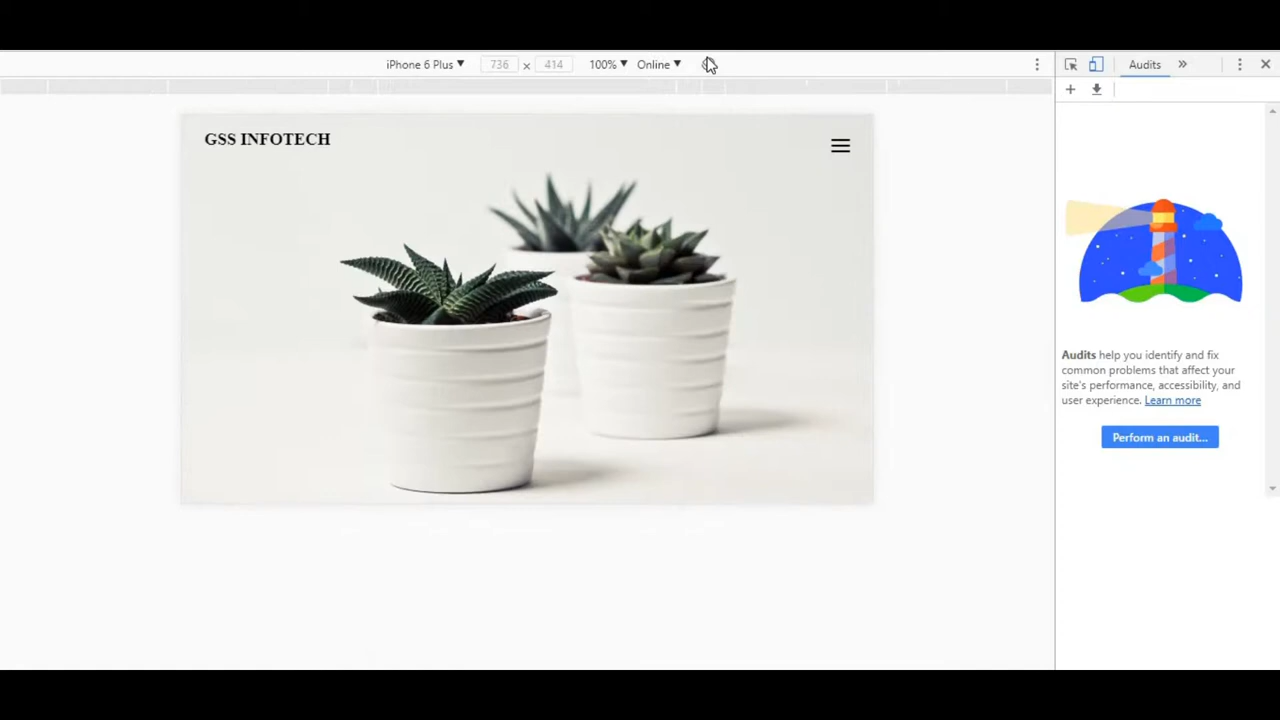 iPhone 6 Plus ▼ 736 × 414 100% ▼ Online ▼
Audits »
GSS INFOTECH
Audits help you identify and fix
common problems that affect your
site's performance, accessibility, and
user experience. Learn more
Perform an audit...